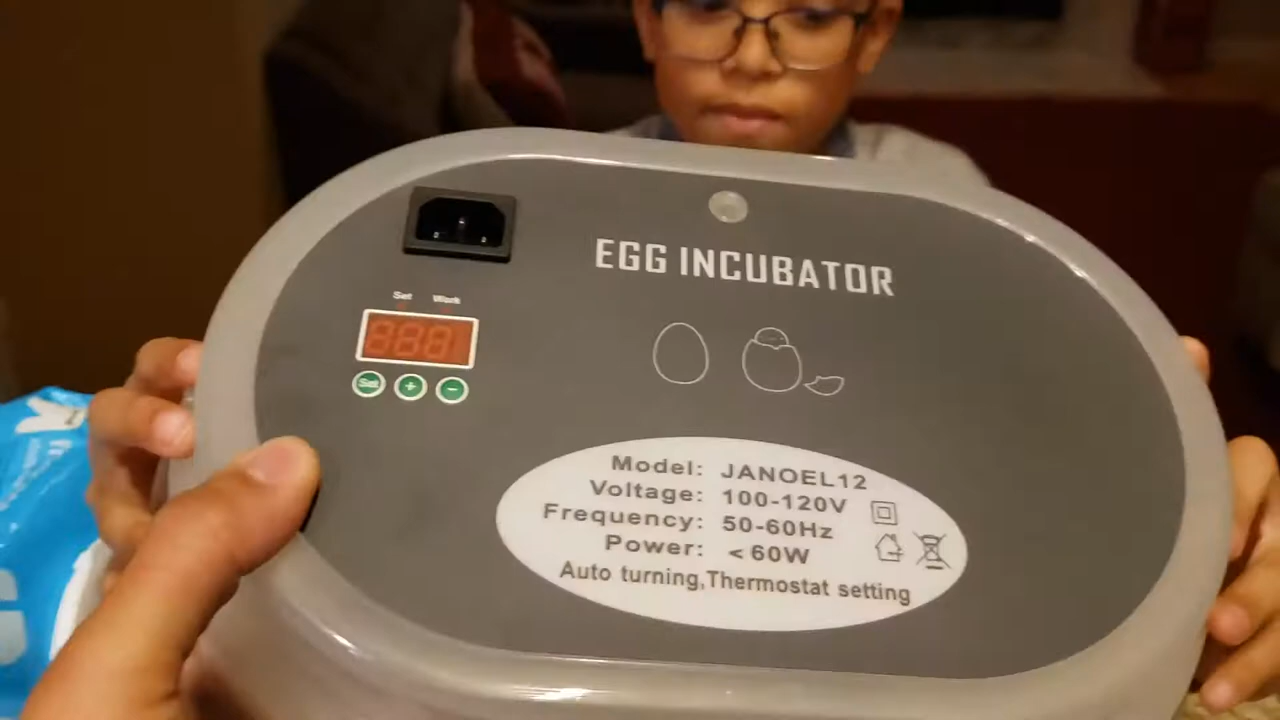 EGG INCUBATOR
Set Work
888
Set + −
Model: JANOEL12
Voltage: 100-120V
Frequency: 50-60Hz
Power: <60W
Auto turning,Thermostat setting